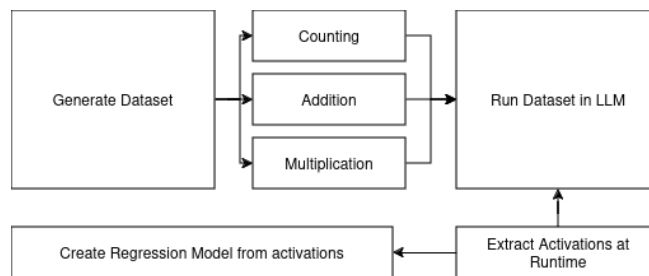 Generate Dataset
Counting
Addition
Multiplication
Run Dataset in LLM
Create Regression Model from activations
Extract Activations at
Runtime